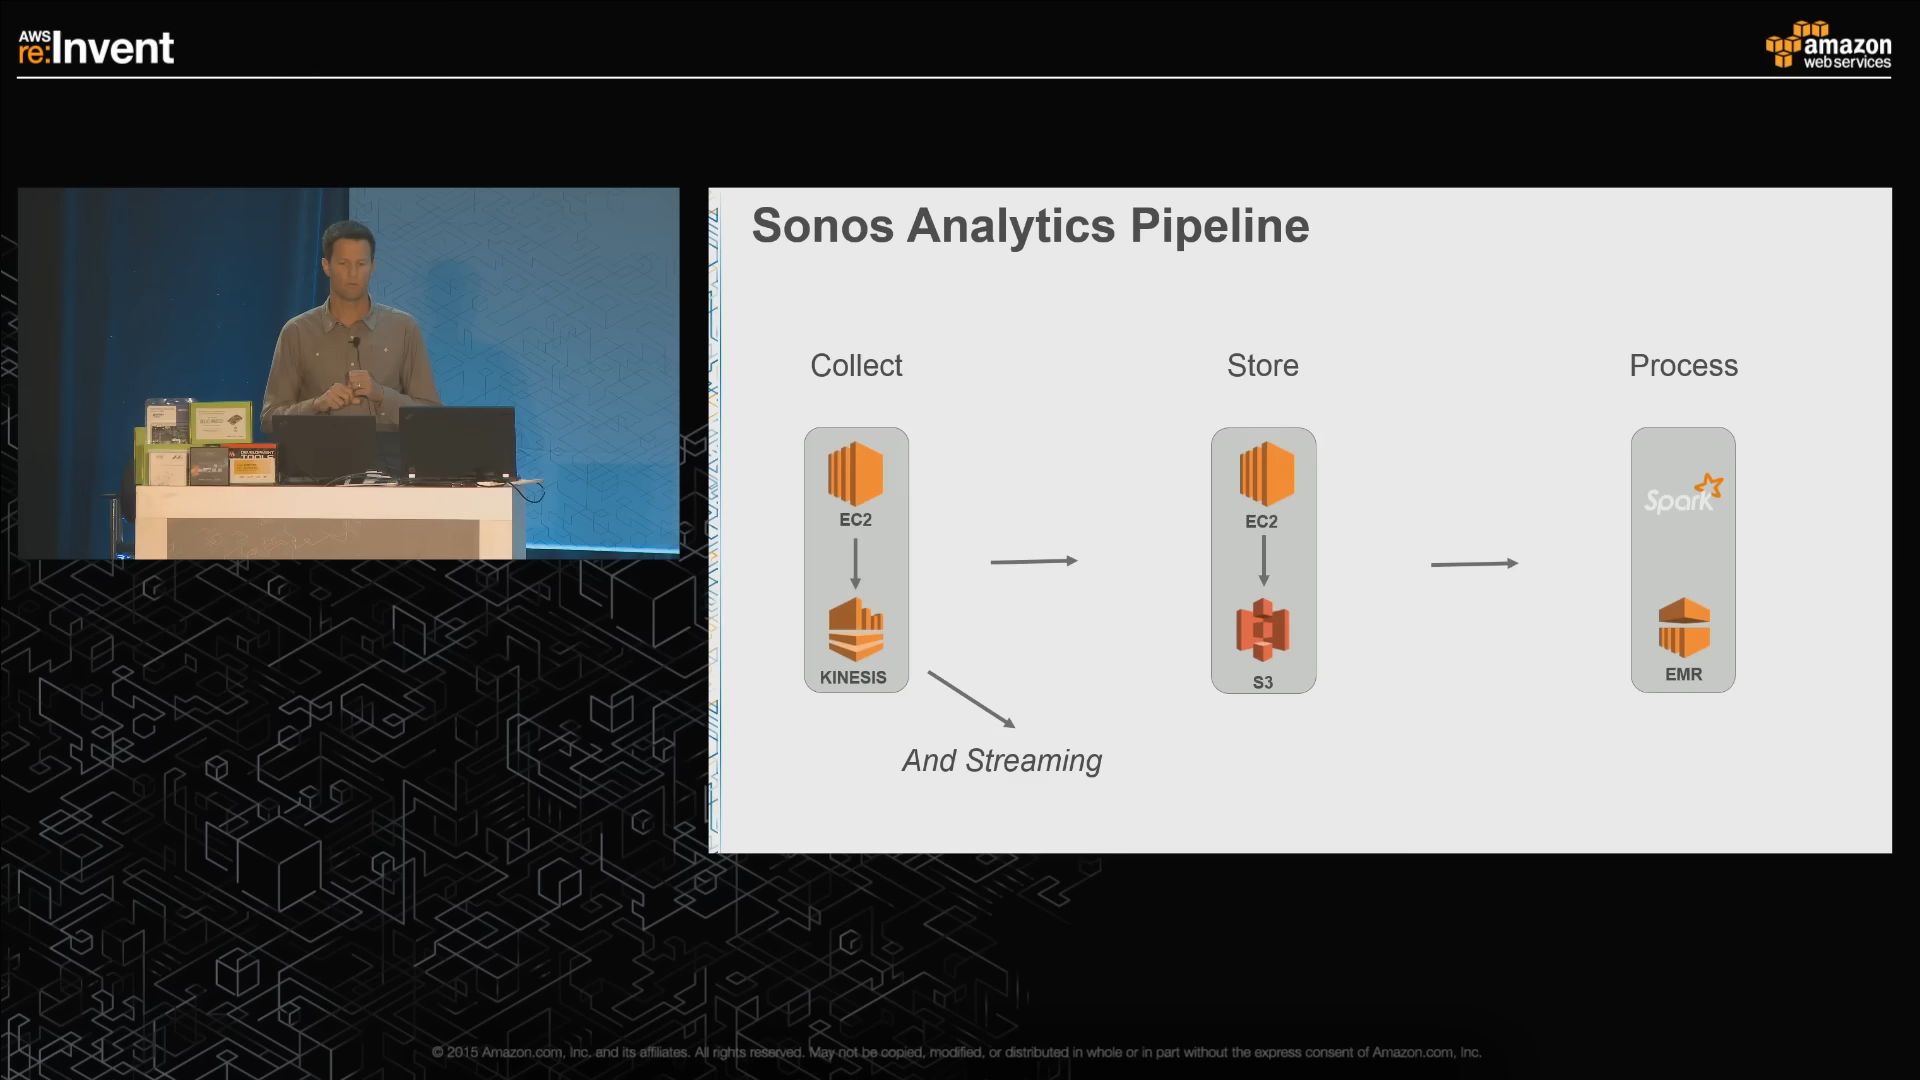 AWS
re:Invent
amazon
web services
Sonos Analytics Pipeline
Collect
Store
Process
EC2
EC2
Spark
KINESIS
S3
EMR
And Streaming
DEVELOPMENT
TOOLS
© 2015 Amazon.com, Inc. and its affiliates. All rights reserved. May not be copied, modified, or distributed in whole or in part without the express consent of Amazon.com, Inc.